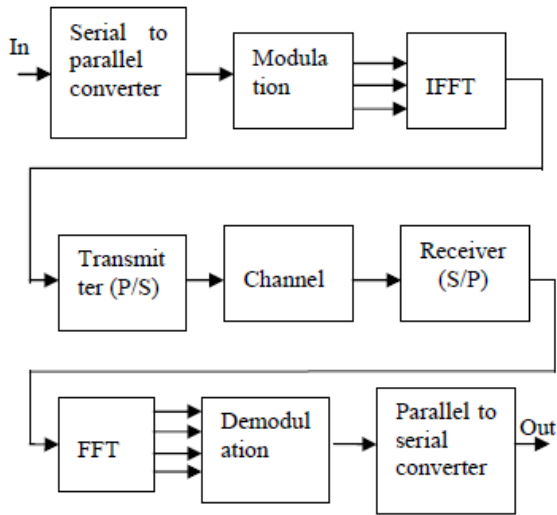 In
Serial to
parallel
converter
Modula
tion
IFFT
Transmit
ter (P/S)
Channel
Receiver
(S/P)
FFT
Demodul
ation
Parallel to
serial
converter
Out